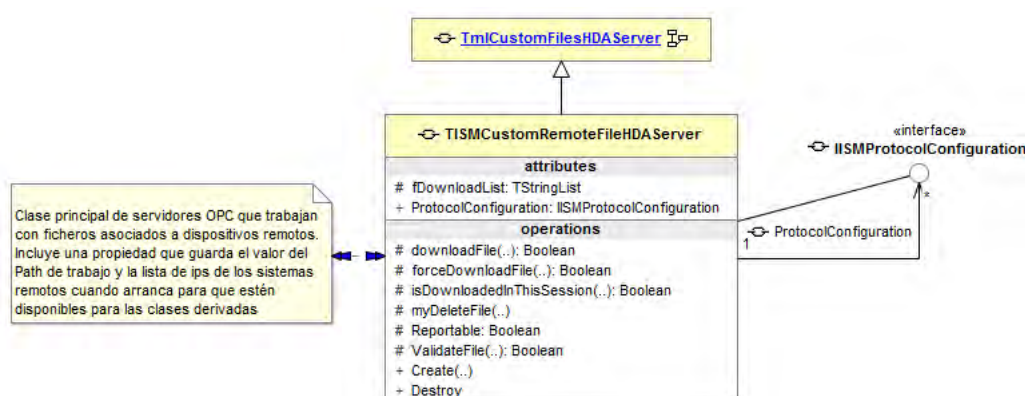 TmlCustomFilesHDAServer
TISMCustomRemoteFileHDAServer
attributes
# fDownloadList: TStringList
+ ProtocolConfiguration: IISMProtocolConfiguration
operations
# downloadFile(..): Boolean
# forceDownloadFile(..): Boolean
# isDownloadedInThisSession(..): Boolean
# myDeleteFile(..)
# Reportable: Boolean
# ValidateFile(..): Boolean
+ Create(..)
+ Destroy
«interface»
IISMProtocolConfiguration
*
ProtocolConfiguration
1
Clase principal de servidores OPC que trabajan
con ficheros asociados a dispositivos remotos.
Incluye una propiedad que guarda el valor del
Path de trabajo y la lista de ips de los sistemas
remotos cuando arranca para que estén
disponibles para las clases derivadas